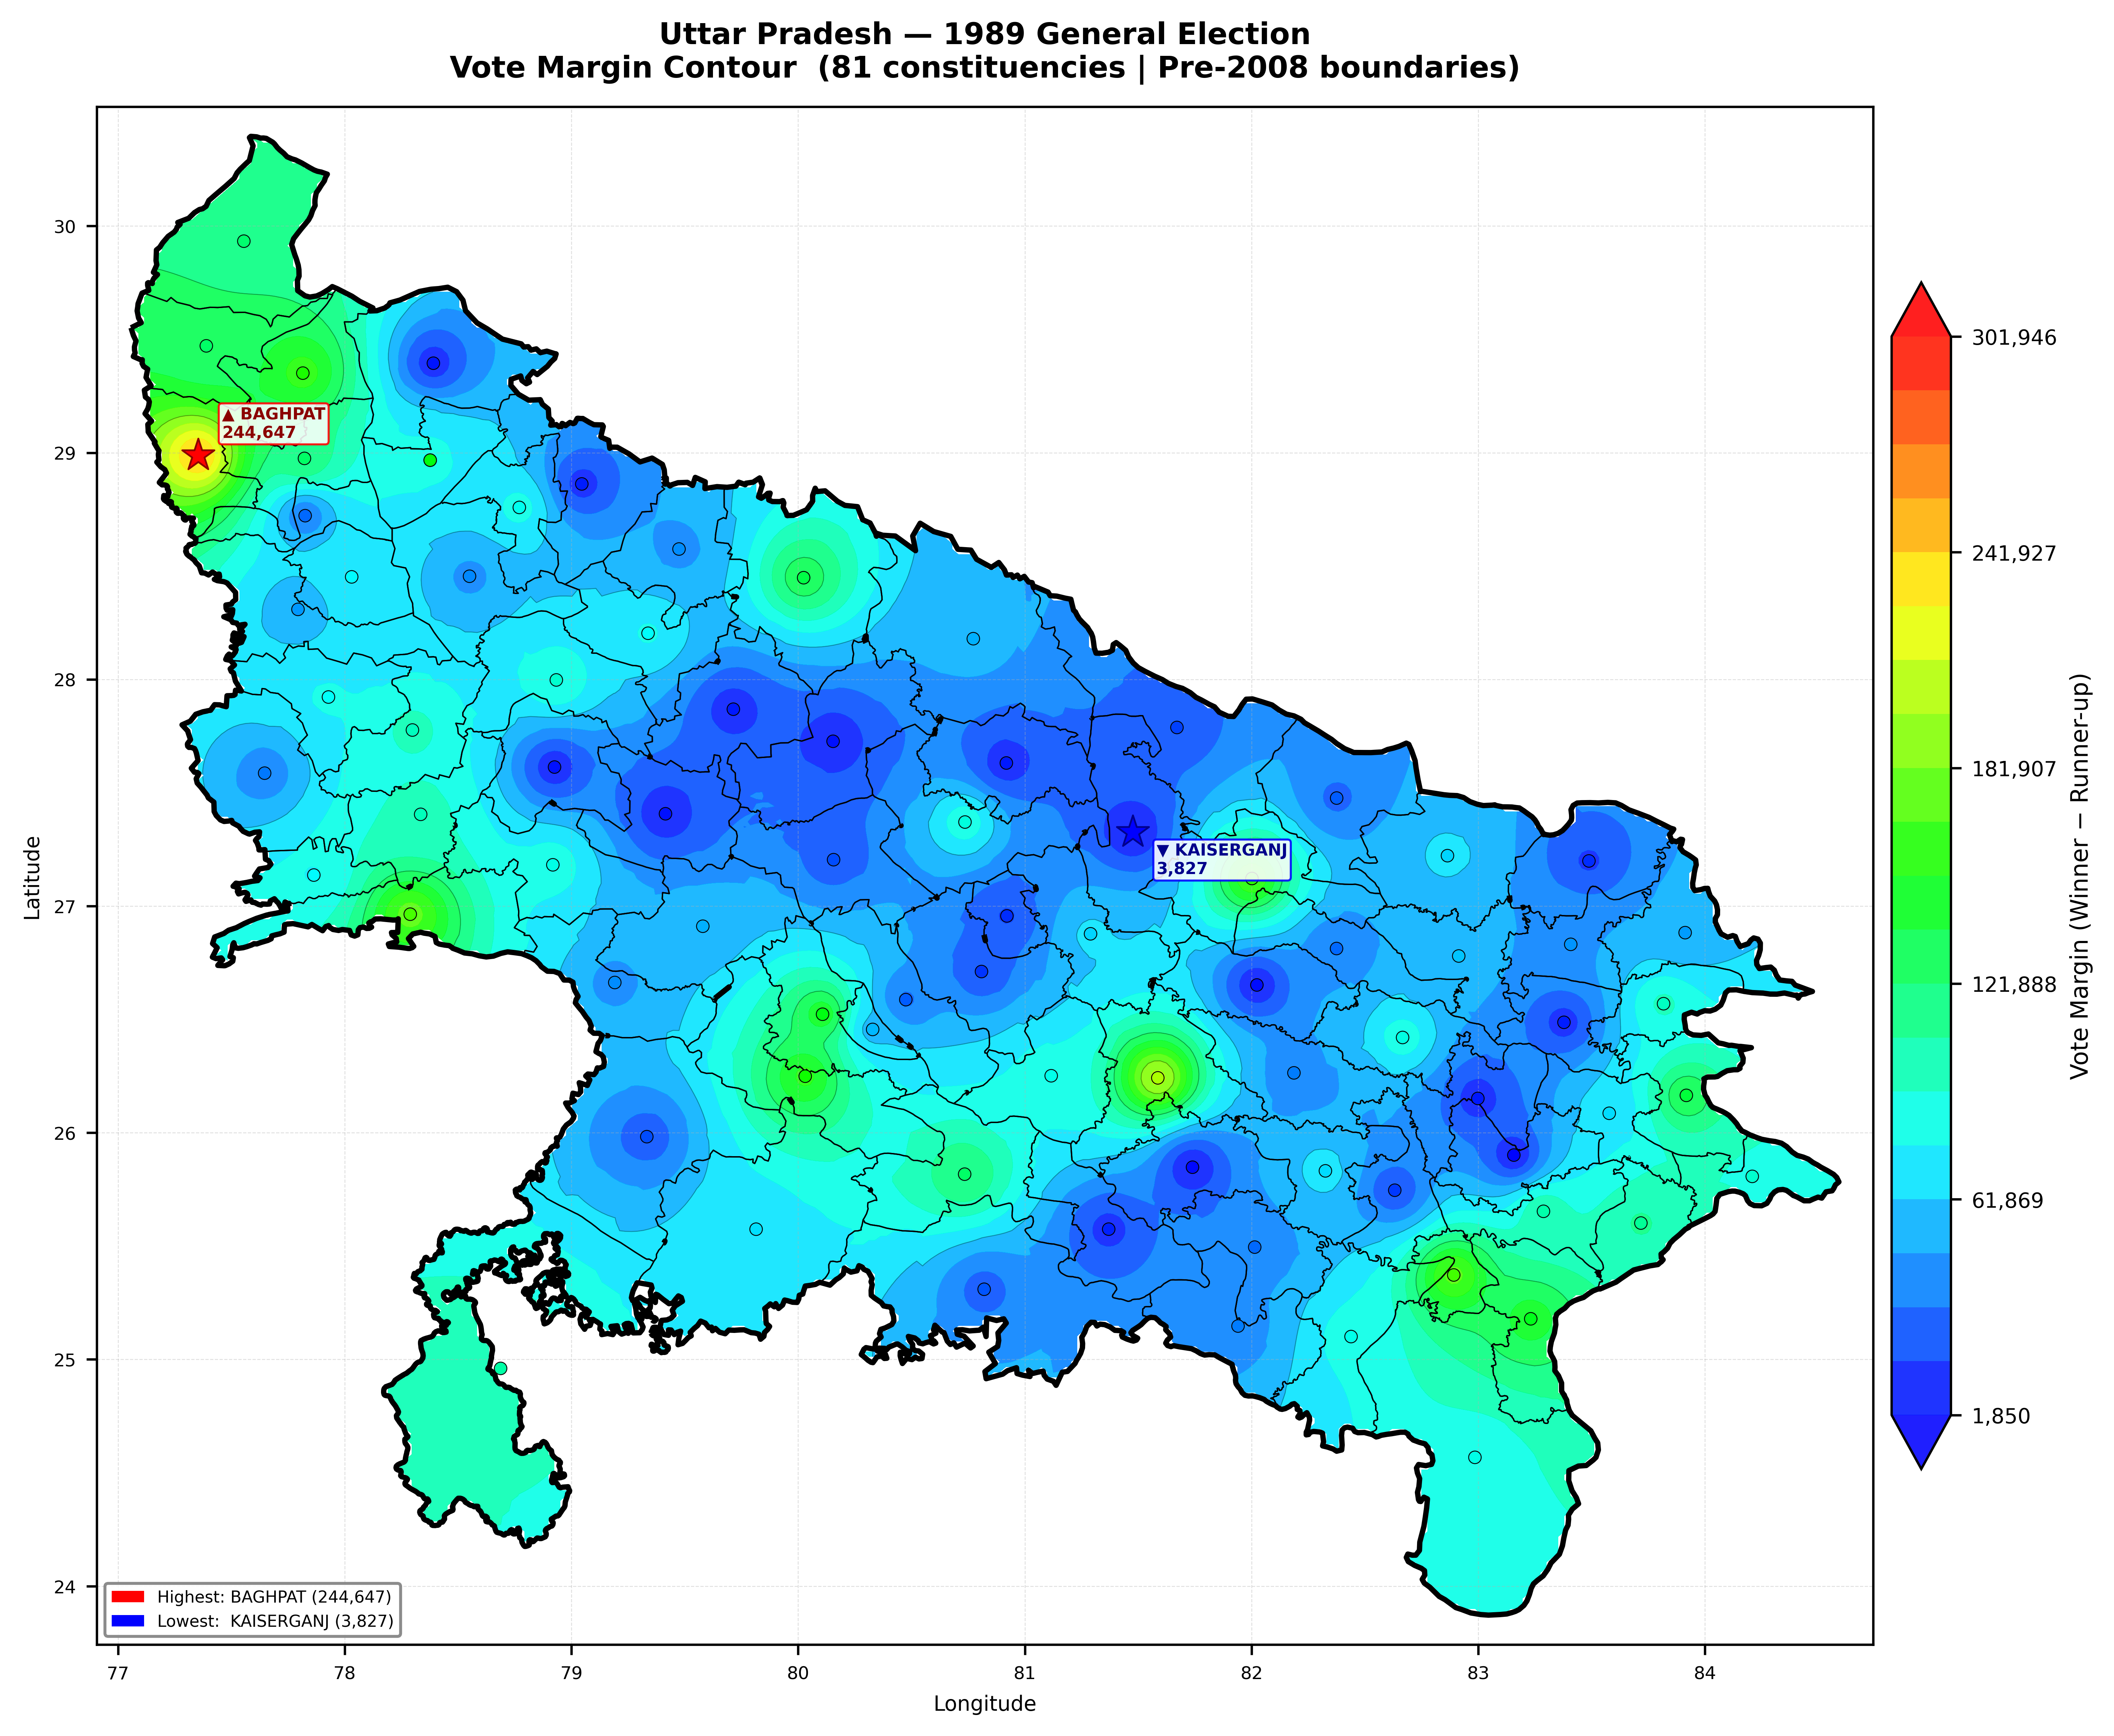 Uttar Pradesh — 1989 General Election
Vote Margin Contour  (81 constituencies | Pre-2008 boundaries)
▲ BAGHPAT
244,647
▼ KAISERGANJ
3,827
Latitude
30
29
28
27
26
25
24
77
78
79
80
81
82
83
84
Longitude
Highest: BAGHPAT (244,647)
Lowest:  KAISERGANJ (3,827)
301,946
241,927
181,907
121,888
61,869
1,850
Vote Margin (Winner − Runner-up)